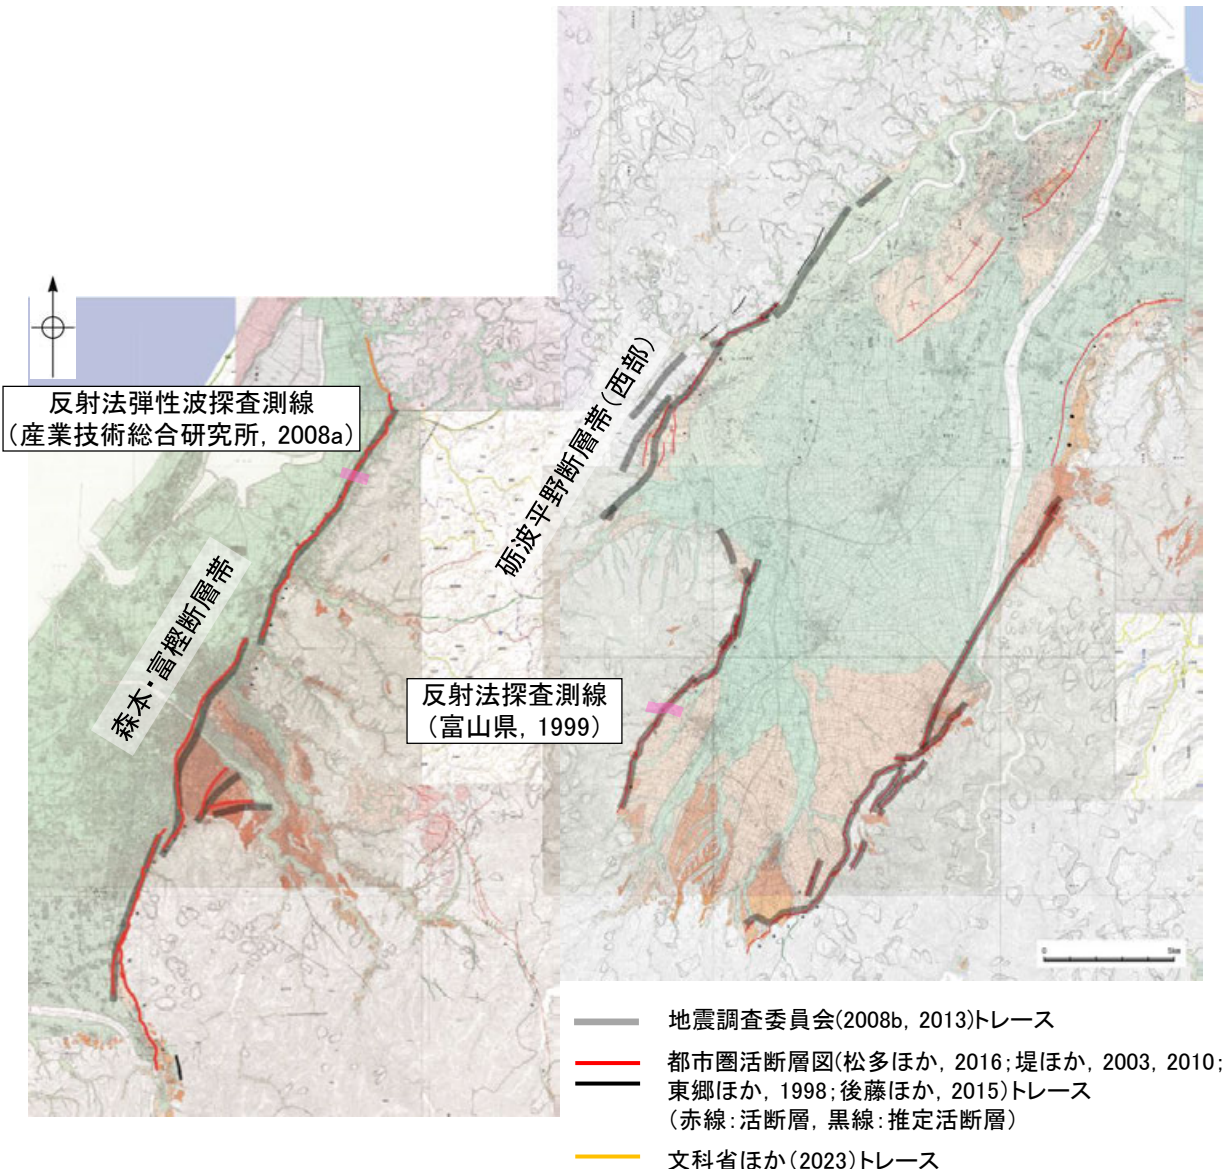 反射法弾性波探査測線
(産業技術総合研究所, 2008a)
砺波平野断層帯(西部)
森本・富樫断層帯
反射法探査測線
(富山県, 1999)
0 5km
地震調査委員会(2008b, 2013)トレース
都市圏活断層図(松多ほか, 2016;堤ほか, 2003, 2010;
東郷ほか, 1998;後藤ほか, 2015)トレース
(赤線:活断層, 黒線:推定活断層)
文科省ほか(2023)トレース